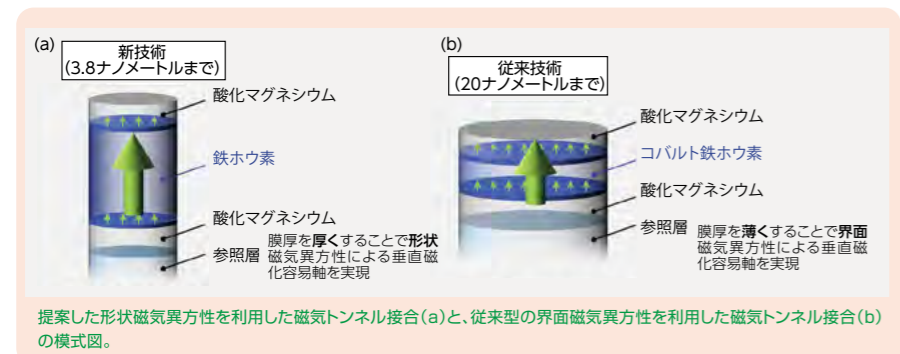 (a)
新技術
(3.8ナノメートルまで)
酸化マグネシウム
鉄ホウ素
酸化マグネシウム
参照層
膜厚を厚くすることで形状
磁気異方性による垂直磁
化容易軸を実現
(b)
従来技術
(20ナノメートルまで)
酸化マグネシウム
コバルト鉄ホウ素
酸化マグネシウム
参照層
膜厚を薄くすることで界面
磁気異方性による垂直磁
化容易軸を実現
提案した形状磁気異方性を利用した磁気トンネル接合(a)と、従来型の界面磁気異方性を利用した磁気トンネル接合(b)
の模式図。